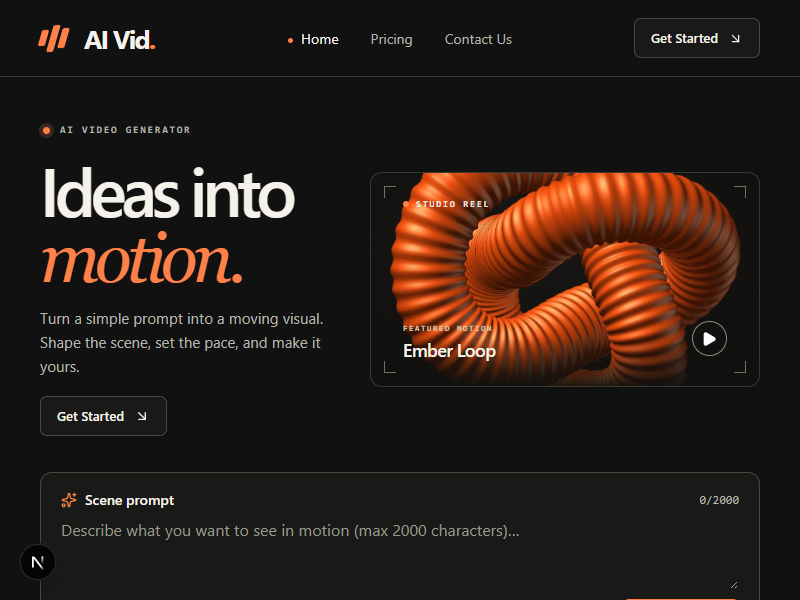 AI Vid.
Home
Pricing
Contact Us
Get Started
AI VIDEO GENERATOR
Ideas into
motion.
Turn a simple prompt into a moving visual.
Shape the scene, set the pace, and make it
yours.
Get Started
STUDIO REEL
FEATURED MOTION
Ember Loop
Scene prompt
0/2000
Describe what you want to see in motion (max 2000 characters)...
N